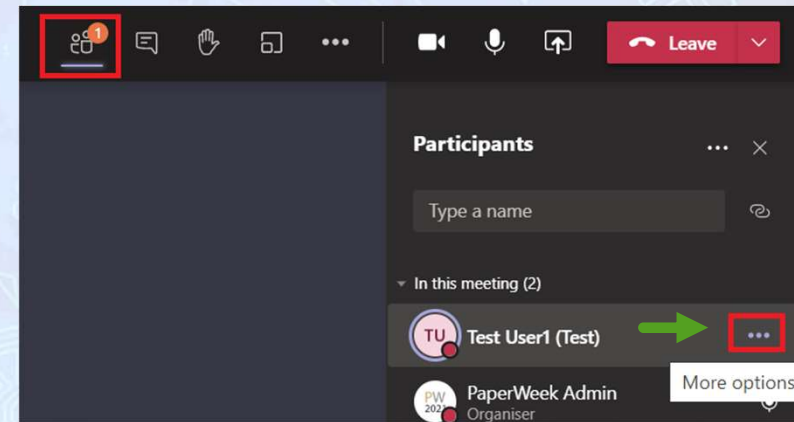 1
Leave
Participants
Type a name
In this meeting (2)
TU Test User1 (Test)
More options
PW 2021 PaperWeek Admin
Organiser